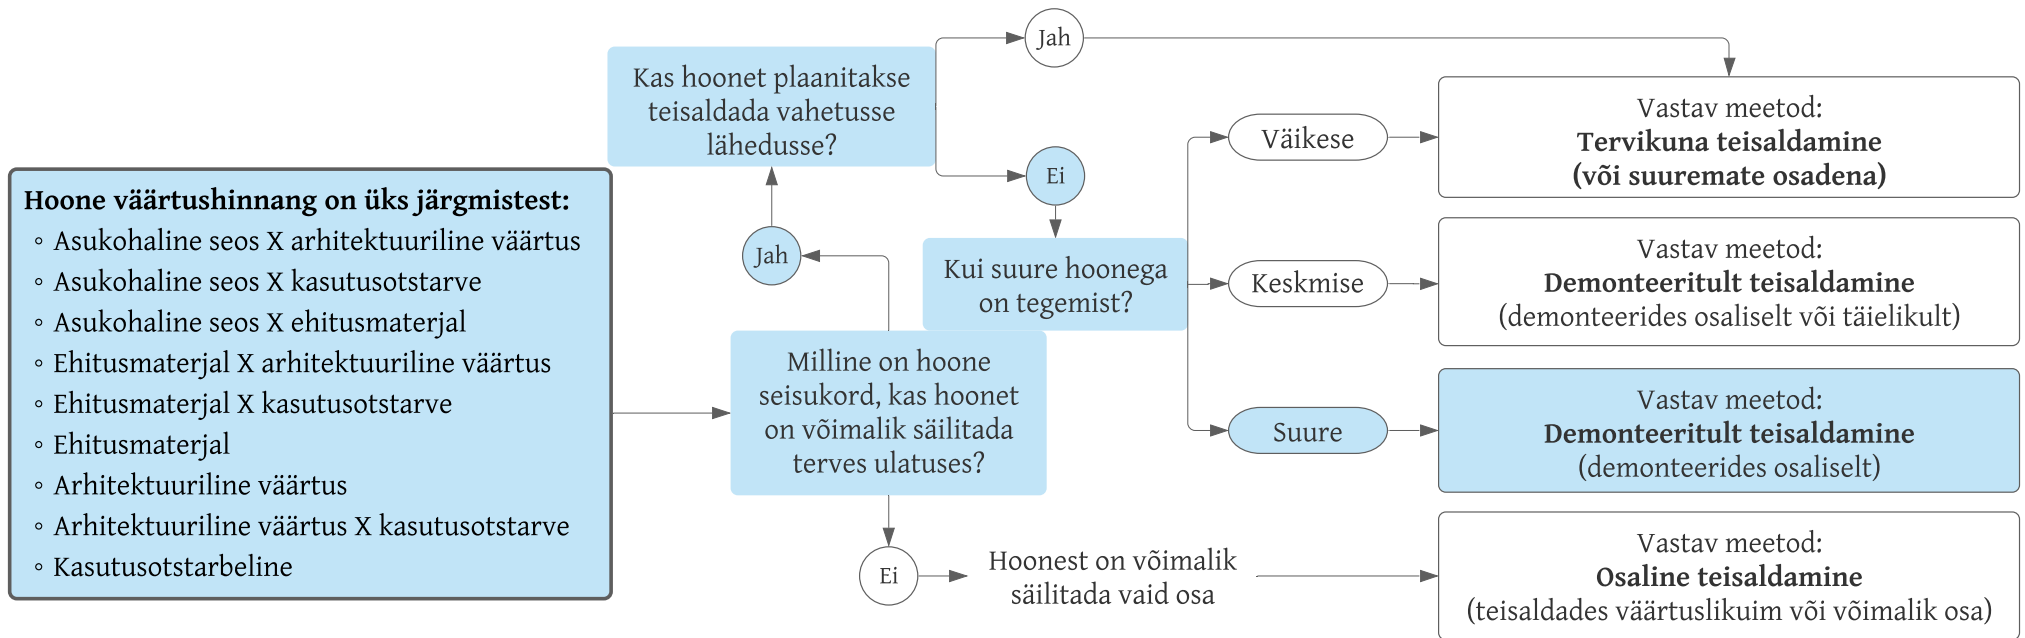 Hoone väärtushinnang on üks järgmistest:
◦ Asukohaline seos X arhitektuuriline väärtus
◦ Asukohaline seos X kasutusotstarve
◦ Asukohaline seos X ehitusmaterjal
◦ Ehitusmaterjal X arhitektuuriline väärtus
◦ Ehitusmaterjal X kasutusotstarve
◦ Ehitusmaterjal
◦ Arhitektuuriline väärtus
◦ Arhitektuuriline väärtus X kasutusotstarve
◦ Kasutusotstarbeline
Milline on hoone
seisukord, kas hoonet
on võimalik säilitada
terves ulatuses?
Jah
Kas hoonet plaanitakse
teisaldada vahetusse
lähedusse?
Jah
Ei
Kui suure hoonega
on tegemist?
Väikese
Vastav meetod:
Tervikuna teisaldamine
(või suuremate osadena)
Keskmise
Vastav meetod:
Demonteeritult teisaldamine
(demonteerides osaliselt või täielikult)
Suure
Vastav meetod:
Demonteeritult teisaldamine
(demonteerides osaliselt)
Ei
Hoonest on võimalik
säilitada vaid osa
Vastav meetod:
Osaline teisaldamine
(teisaldades väärtuslikuim või võimalik osa)